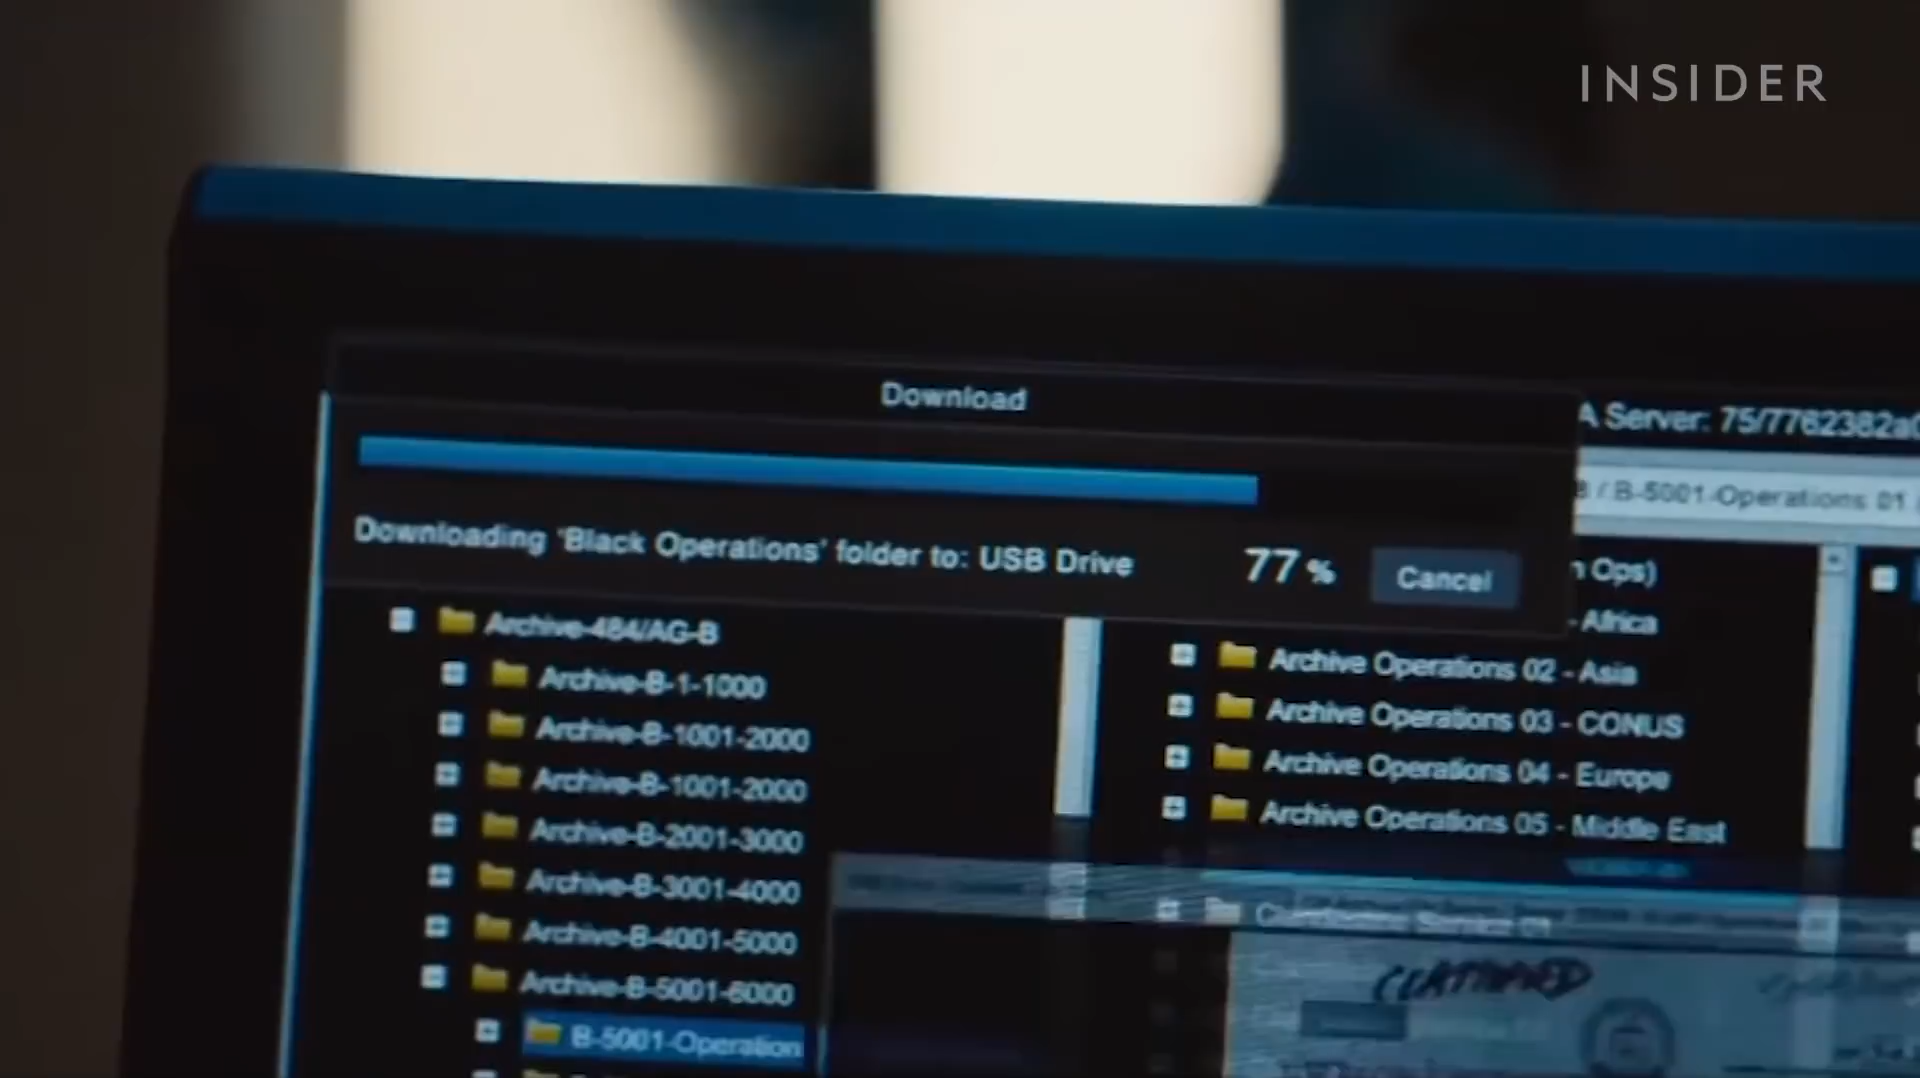 INSIDER
Download
A Server: 75/7762382a0
Downloading 'Black Operations' folder to: USB Drive
77 %
Cancel
/ B-5001-Operations 01
Ops)
- Africa
Archive-484/AG-B
Archive-B-1-1000
Archive-B-1001-2000
Archive-B-1001-2000
Archive-B-2001-3000
Archive-B-3001-4000
Archive-B-4001-5000
Archive-B-5001-6000
B-5001-Operation
Archive Operations 02 - Asia
Archive Operations 03 - CONUS
Archive Operations 04 - Europe
Archive Operations 05 - Middle East